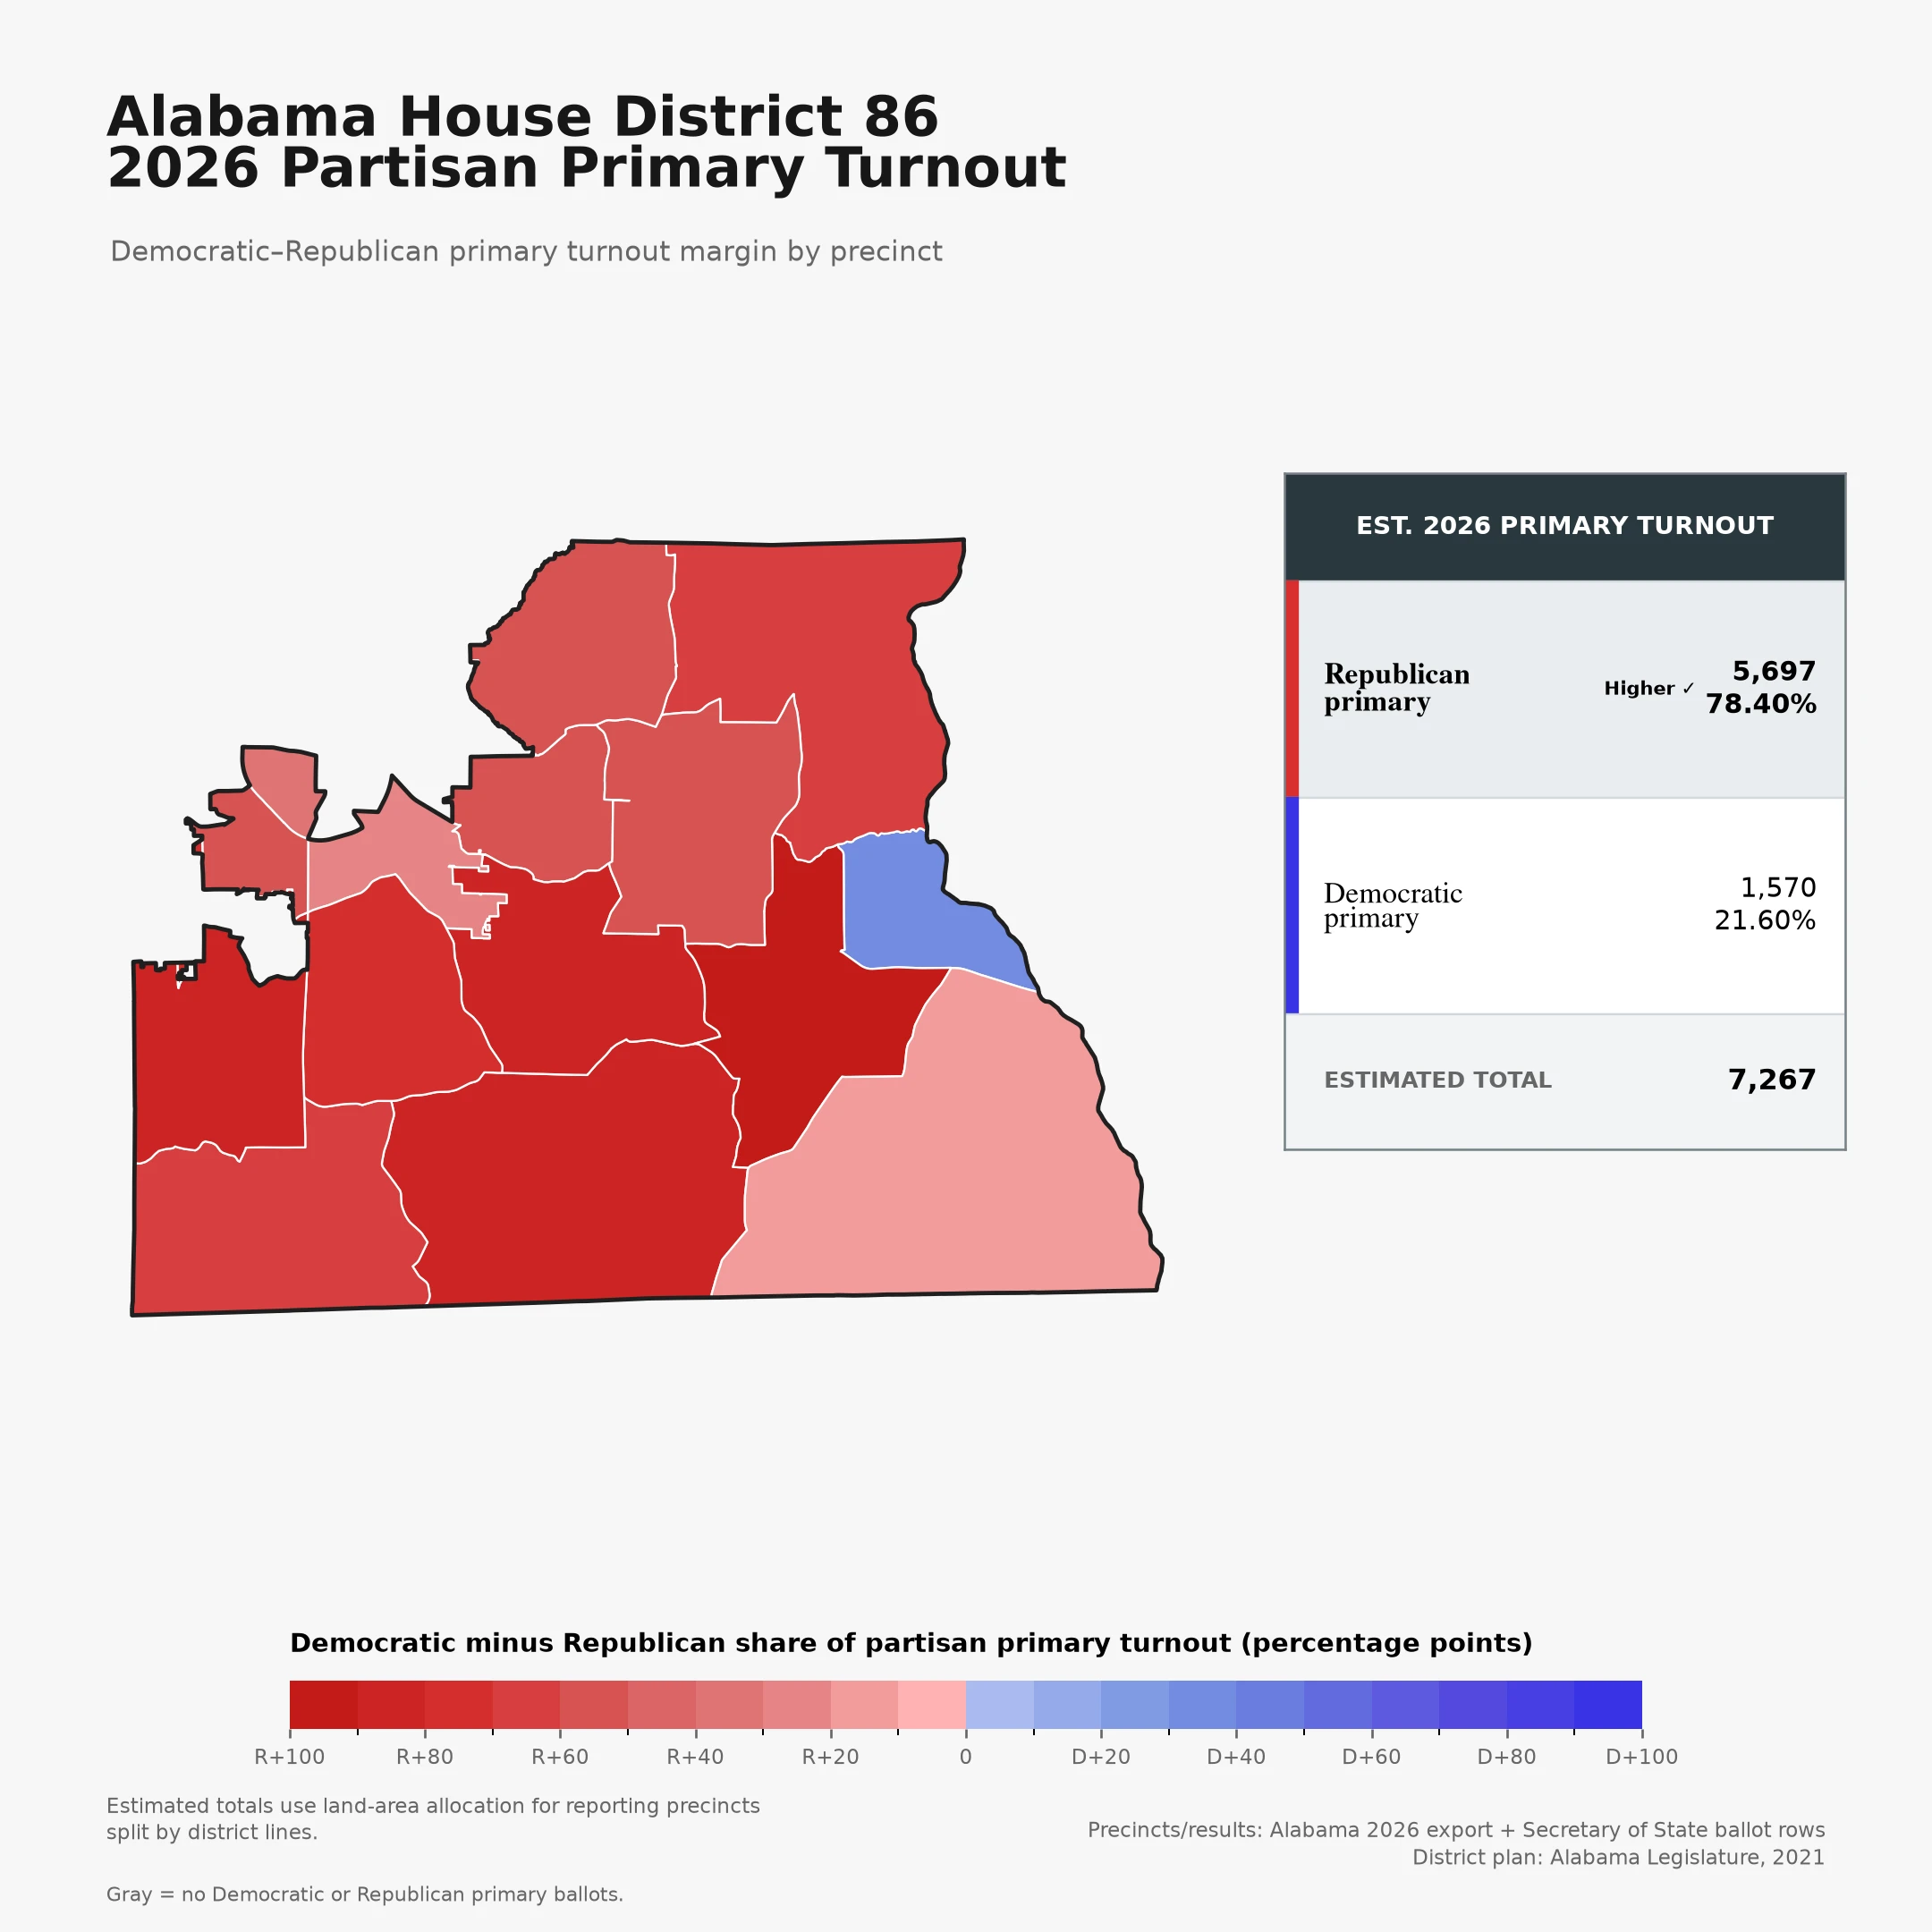 Alabama House District 86
2026 Partisan Primary Turnout
Democratic–Republican primary turnout margin by precinct
EST. 2026 PRIMARY TURNOUT
Republican
primary
Higher ✓
5,697
78.40%
Democratic
primary
1,570
21.60%
ESTIMATED TOTAL
7,267
Democratic minus Republican share of partisan primary turnout (percentage points)
R+100 R+80 R+60 R+40 R+20 0 D+20 D+40 D+60 D+80 D+100
Estimated totals use land-area allocation for reporting precincts
split by district lines.
Gray = no Democratic or Republican primary ballots.
Precincts/results: Alabama 2026 export + Secretary of State ballot rows
District plan: Alabama Legislature, 2021